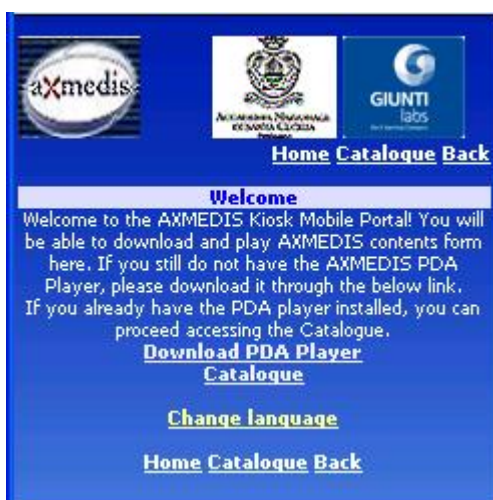 aXmedis
ACCADEMIA NAZIONALE
DI SANTA CECILIA
GIUNTI
labs
Home Catalogue Back
Welcome
Welcome to the AXMEDIS Kiosk Mobile Portal! You will
be able to download and play AXMEDIS contents form
here. If you still do not have the AXMEDIS PDA
Player, please download it through the below link.
If you already have the PDA player installed, you can
proceed accessing the Catalogue.
Download PDA Player
Catalogue
Change language
Home Catalogue Back